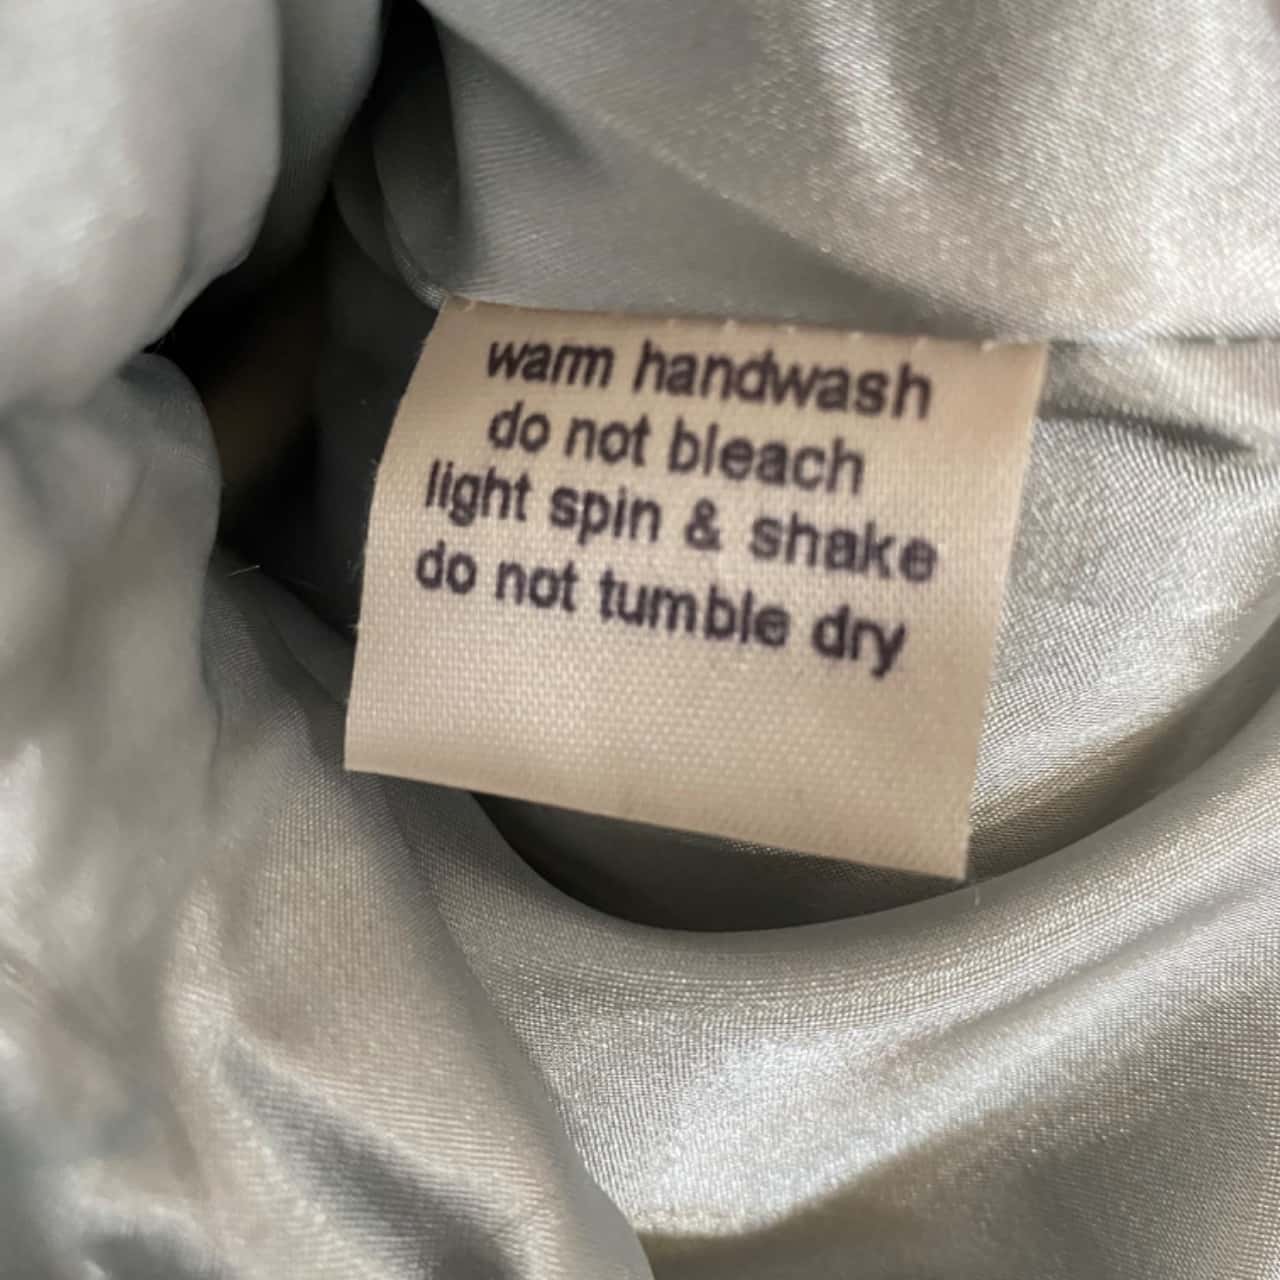 warm handwash
do not bleach
light spin & shake
do not tumble dry